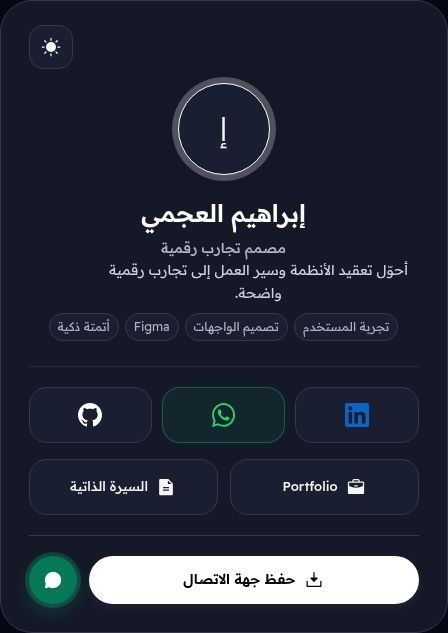 إ
إبراهيم العجمي
مصمم تجارب رقمية
أحوّل تعقيد الأنظمة وسير العمل إلى تجارب رقمية
واضحة.
تجربة المستخدم
تصميم الواجهات
Figma
أتمتة ذكية
in
Portfolio
السيرة الذاتية
حفظ جهة الاتصال